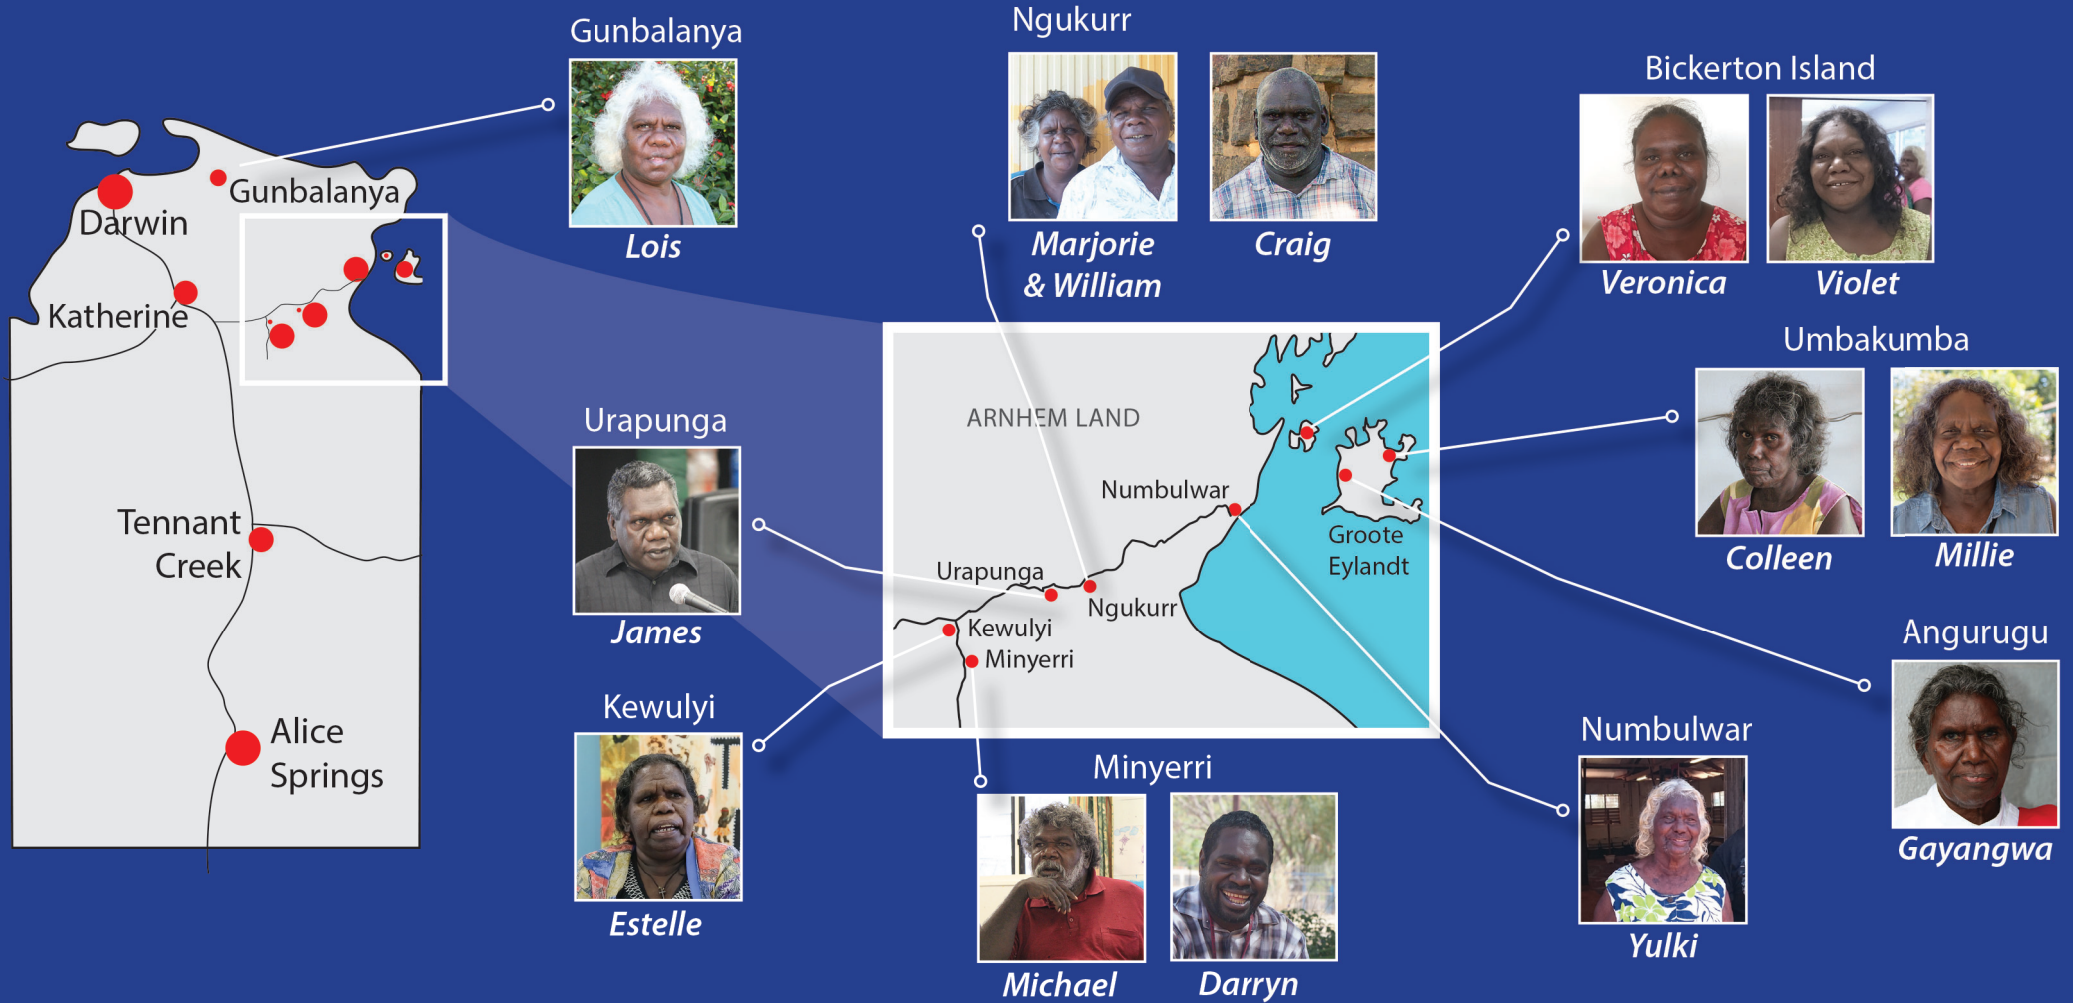 Gunbalanya
Lois
Ngukurr
Marjorie
& William
Craig
Bickerton Island
Veronica
Violet
Umbakumba
Colleen
Millie
Angurugu
Gayangwa
Numbulwar
Yulki
Minyerri
Michael
Darryn
Kewulyi
Estelle
Urapunga
James
Gunbalanya
Darwin
Katherine
Tennant
Creek
Alice
Springs
ARNHEM LAND
Numbulwar
Groote
Eylandt
Urapunga
Ngukurr
Kewulyi
Minyerri